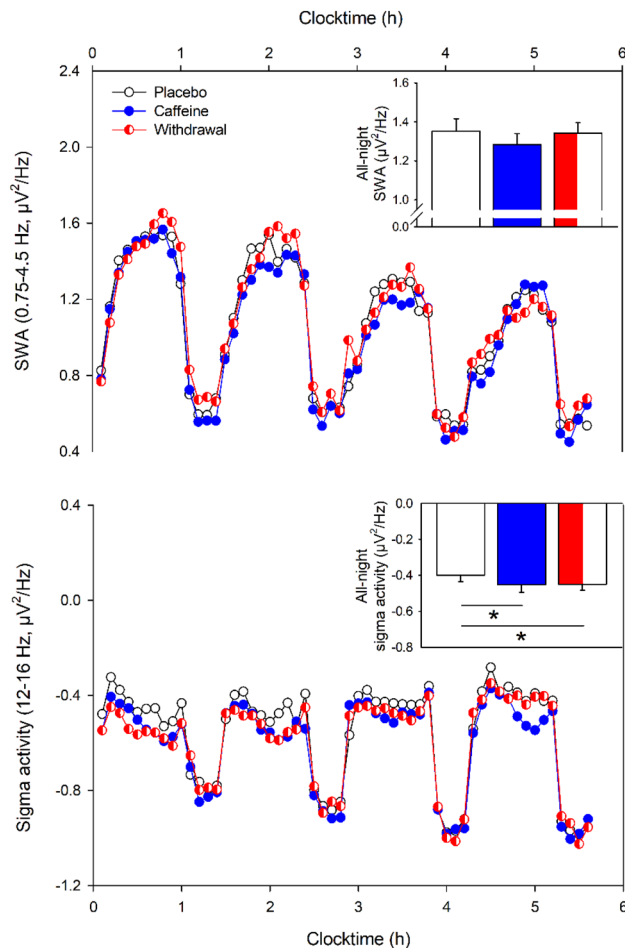 Clocktime (h)
0 1 2 3 4 5 6
2.4
2.0
1.6
1.2
0.8
0.4
SWA (0.75-4.5 Hz, µV²/Hz)
Placebo
Caffeine
Withdrawal
All-night
SWA (µV²/Hz)
1.6
1.4
1.2
1.0
0.0
0.4
0.0
-0.4
-0.8
-1.2
Sigma activity (12-16 Hz, µV²/Hz)
All-night
sigma activity (µV²/Hz)
0.0
-0.2
-0.4
-0.6
-0.8
*
*
0 1 2 3 4 5 6
Clocktime (h)